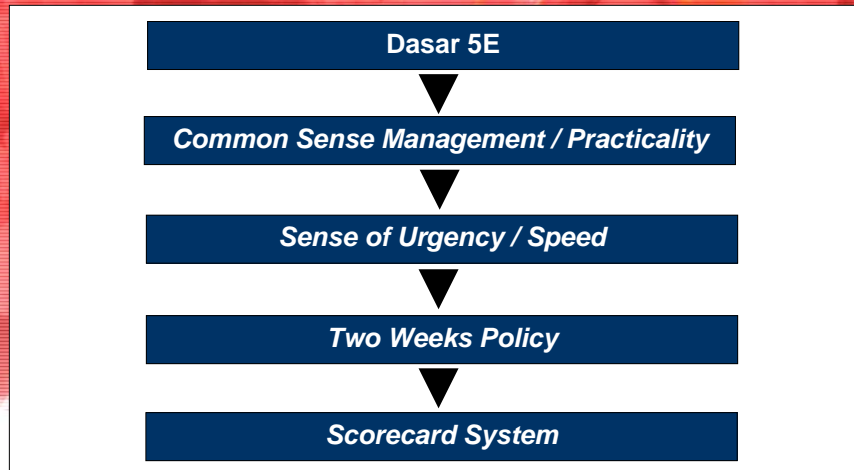 Dasar 5E
Common Sense Management / Practicality
Sense of Urgency / Speed
Two Weeks Policy
Scorecard System